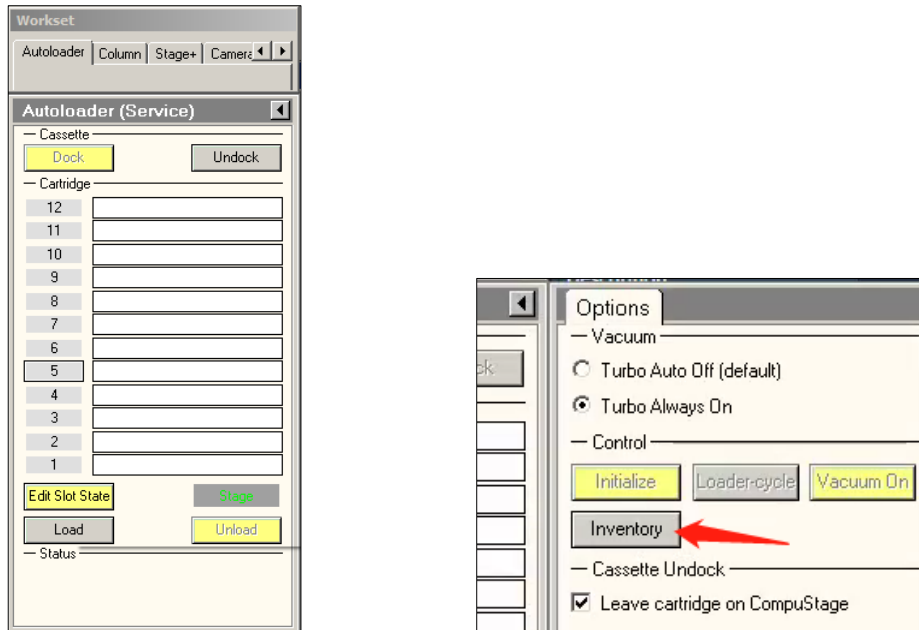 Workset
Autoloader Column Stage+ Camera
Autoloader (Service)
Cassette
Dock Undock
Cartridge
12
11
10
9
8
7
6
5
4
3
2
1
Edit Slot State Stage
Load Unload
Status
Options
Vacuum
Turbo Auto Off (default)
Turbo Always On
Control
Initialize Loader-cycle Vacuum On
Inventory
Cassette Undock
Leave cartridge on CompuStage